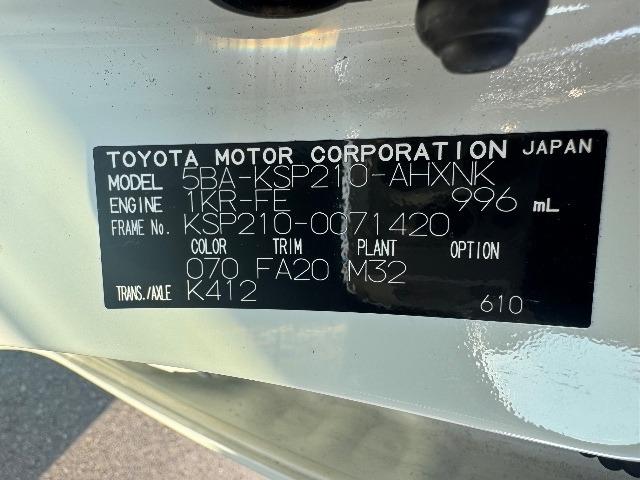 TOYOTA MOTOR CORPORATION JAPAN
MODEL 5BA-KSP210-AHXNK
ENGINE 1KR-FE 996 mL
FRAME No. KSP210-0071420
COLOR TRIM PLANT OPTION
070 FA20 M32
TRANS./AXLE K412
610